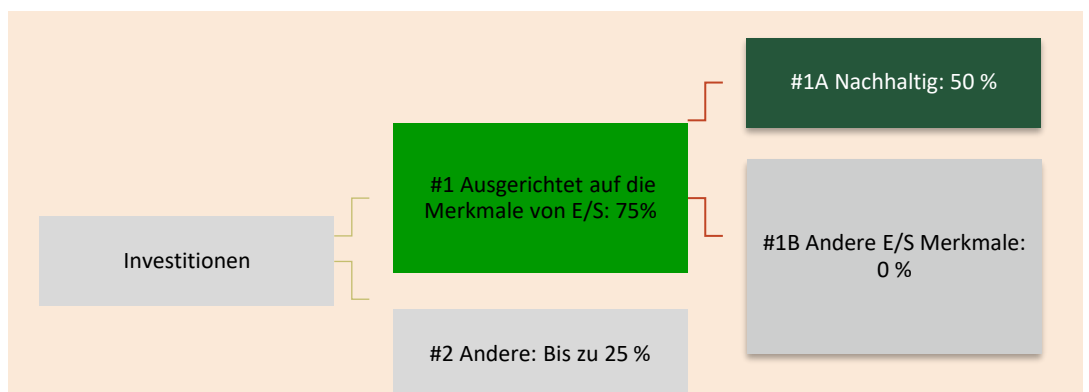 #1A Nachhaltig: 50 %
#1 Ausgerichtet auf die
Merkmale von E/S: 75%
#1B Andere E/S Merkmale:
0 %
Investitionen
#2 Andere: Bis zu 25 %